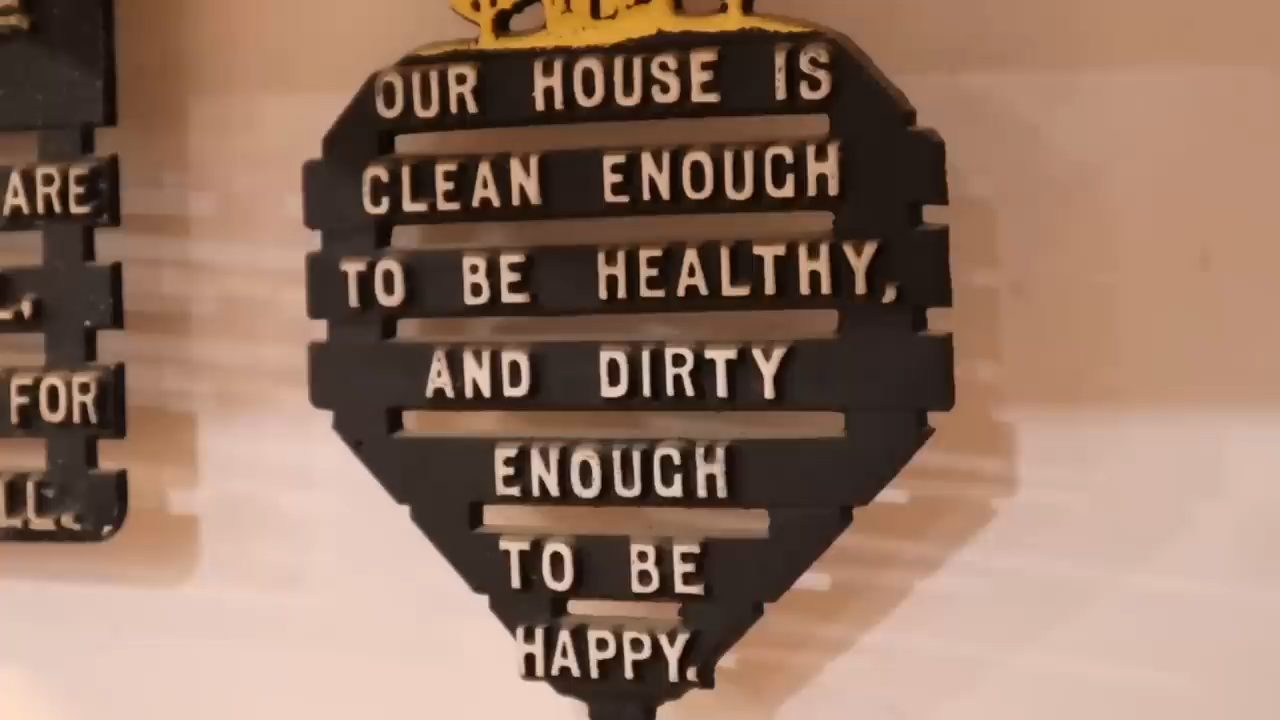 OUR HOUSE IS
CLEAN ENOUGH
TO BE HEALTHY,
AND DIRTY
ENOUGH
TO BE
HAPPY.
ARE
FOR